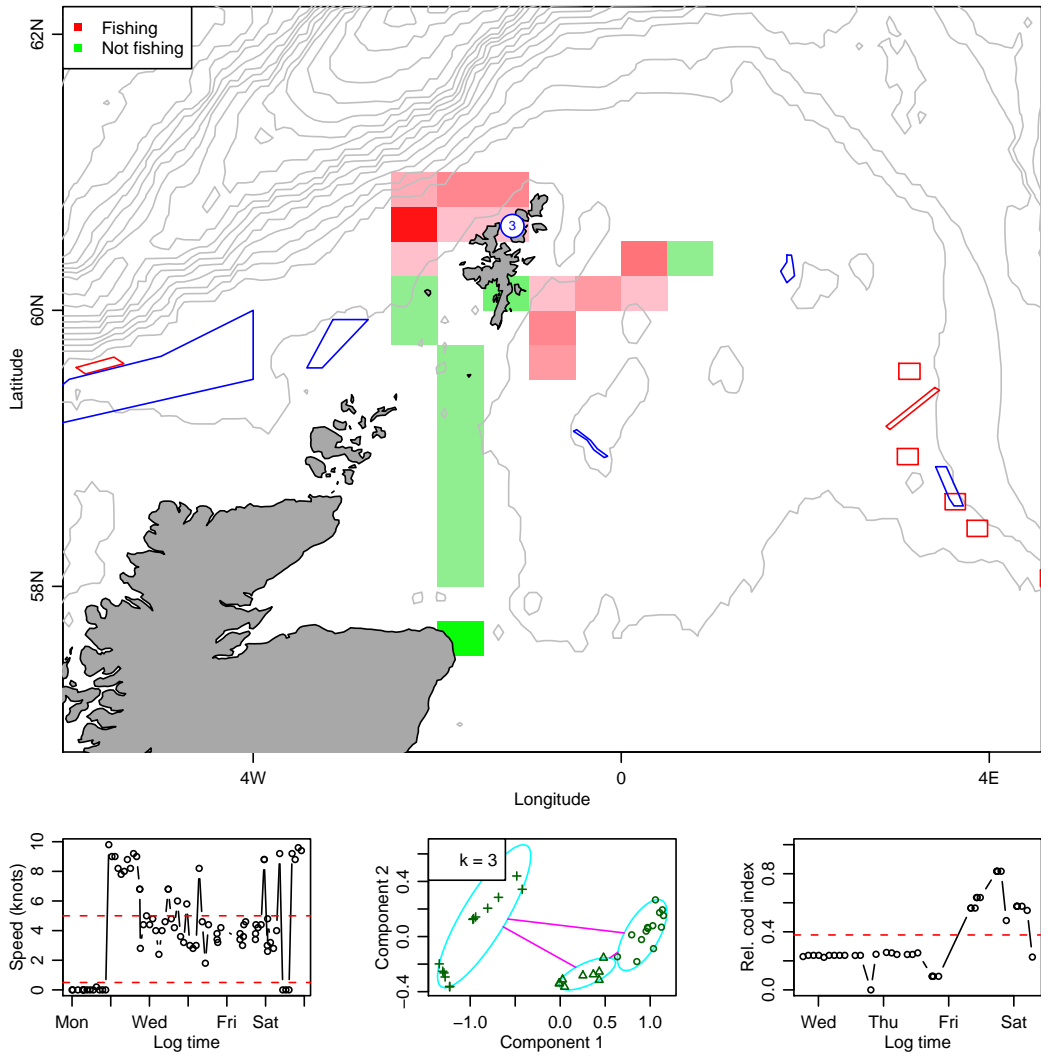 Fishing
Not fishing
62N
60N
58N
Latitude
3
4W
0
4E
Longitude
10
8
6
4
2
0
Speed (knots)
Mon
Wed
Fri
Sat
Log time
k = 3
0.4
0.0
−0.4
Component 2
−1.0
0.0
0.5
1.0
Component 1
0.8
0.4
0.0
Rel. cod index
Wed
Thu
Fri
Sat
Log time